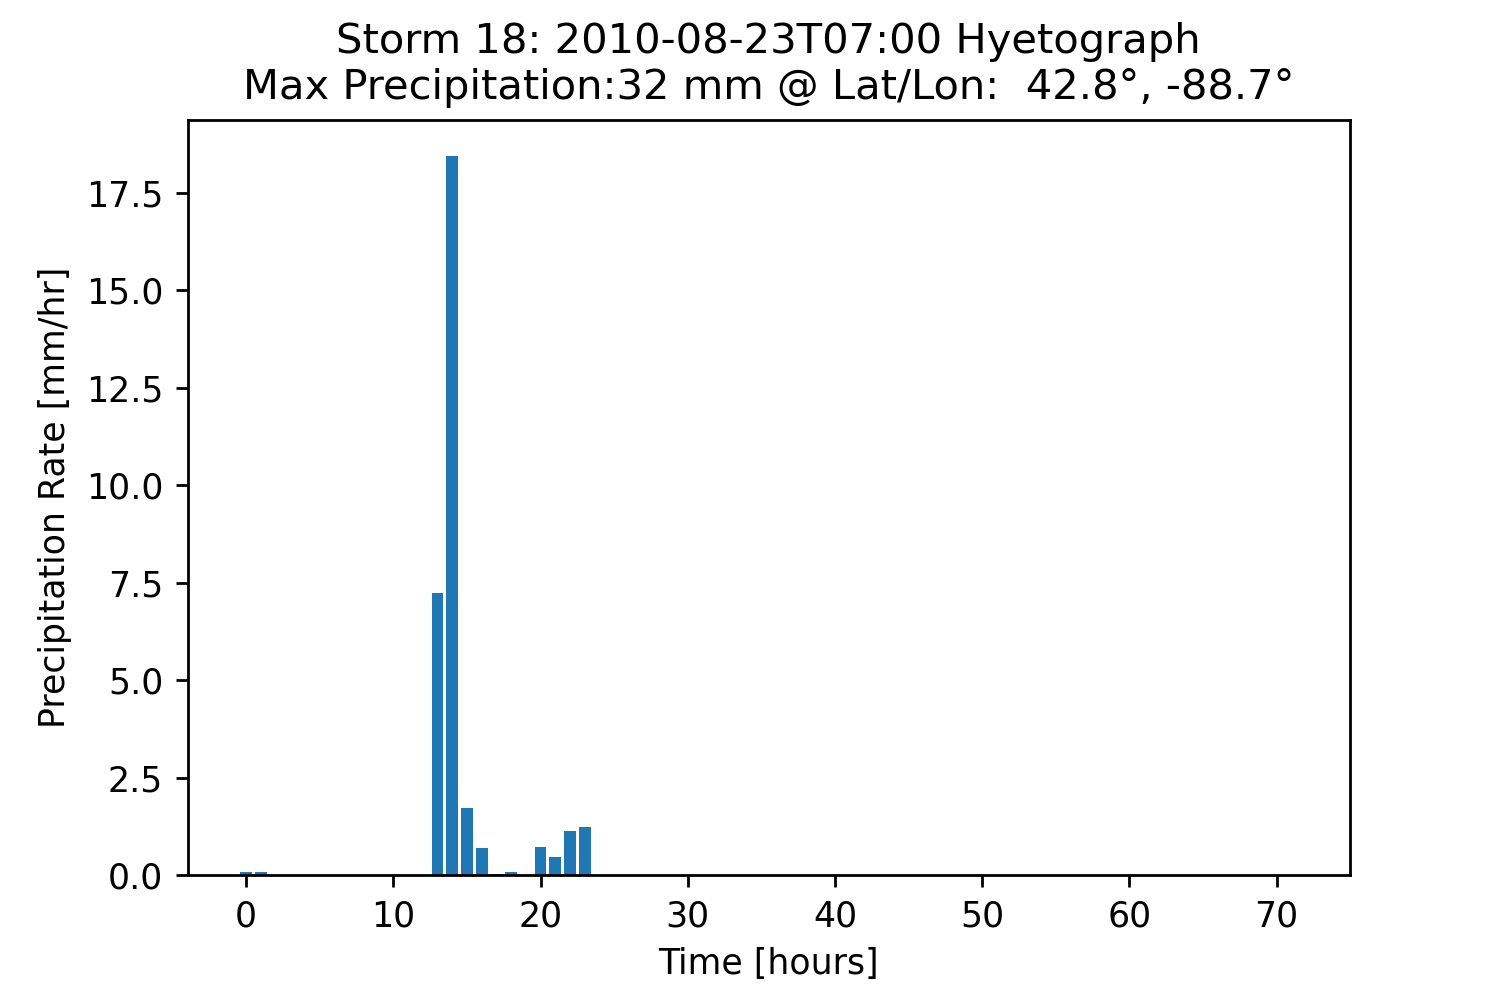 Storm 18: 2010-08-23T07:00 Hyetograph
Max Precipitation:32 mm @ Lat/Lon:  42.8°, -88.7°
Precipitation Rate [mm/hr]
17.5
15.0
12.5
10.0
7.5
5.0
2.5
0.0
0 10 20 30 40 50 60 70
Time [hours]